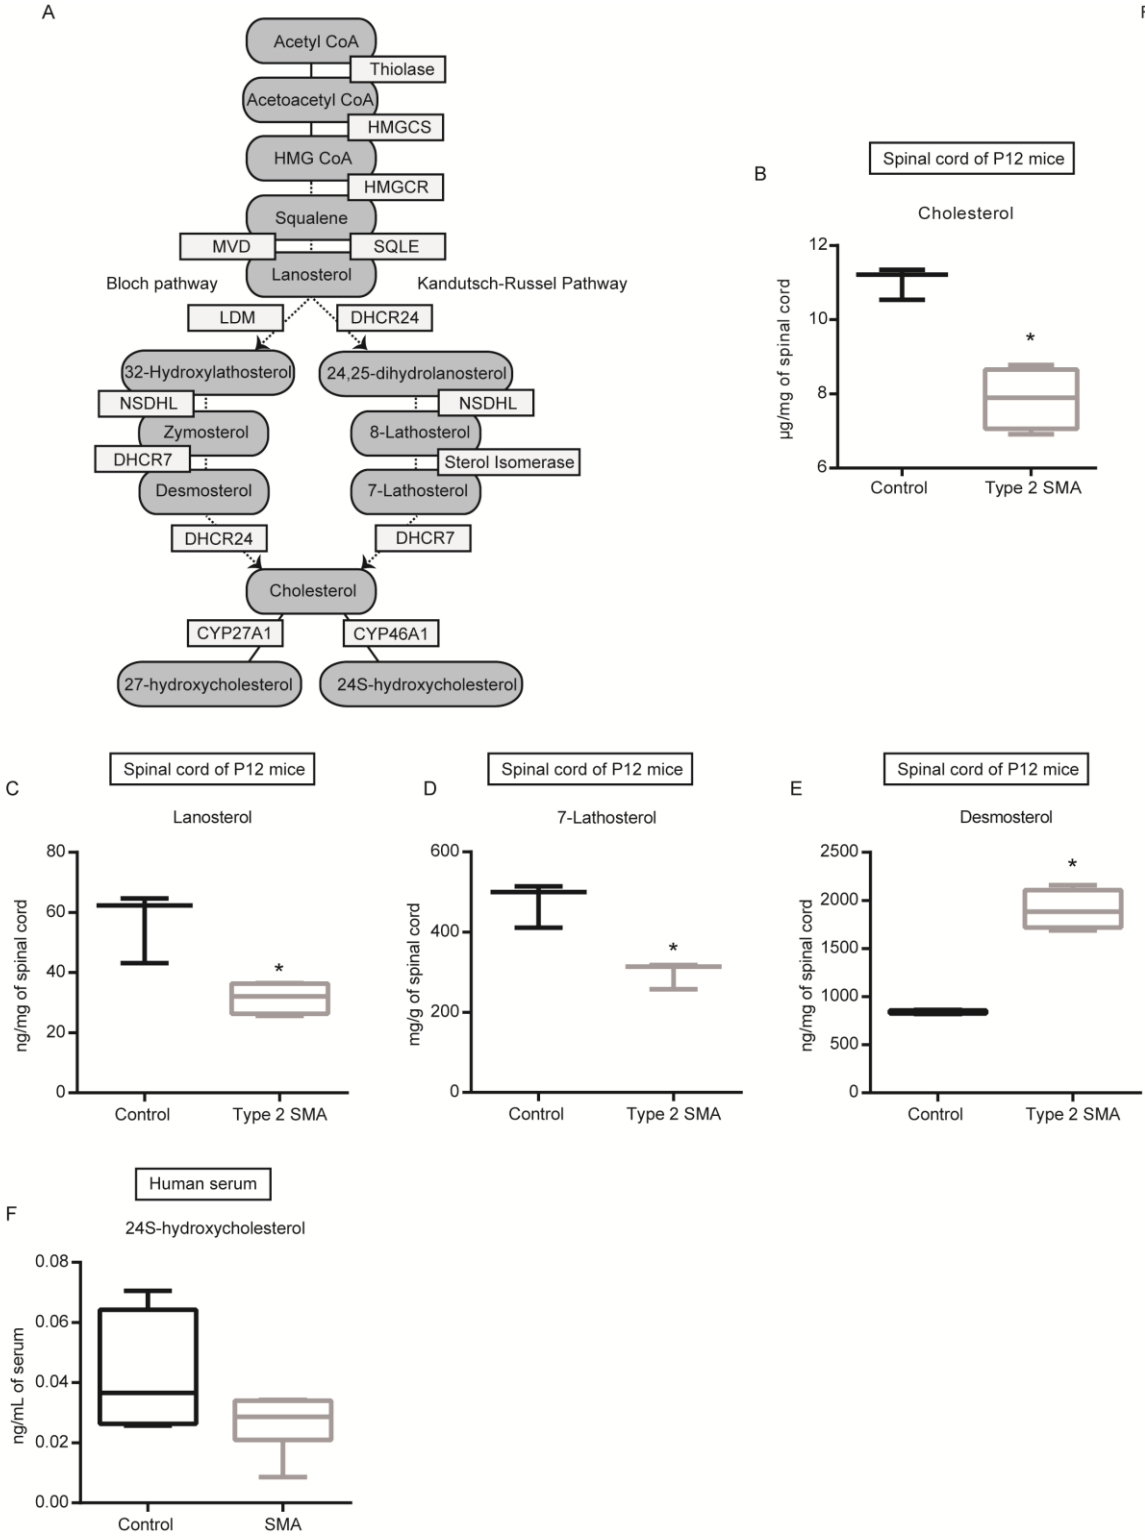 A
Acetyl CoA
Thiolase
Acetoacetyl CoA
HMGCS
HMG CoA
HMGCR
Squalene
MVD
SQLE
Lanosterol
Bloch pathway
Kandutsch-Russel Pathway
LDM
DHCR24
32-Hydroxylathosterol
24,25-dihydrolanosterol
NSDHL
NSDHL
Zymosterol
8-Lathosterol
DHCR7
Sterol Isomerase
Desmosterol
7-Lathosterol
DHCR24
DHCR7
Cholesterol
CYP27A1
CYP46A1
27-hydroxycholesterol
24S-hydroxycholesterol
B
Spinal cord of P12 mice
Cholesterol
µg/mg of spinal cord
12
10
8
6
*
Control
Type 2 SMA
C
Spinal cord of P12 mice
Lanosterol
ng/mg of spinal cord
80
60
40
20
0
*
Control
Type 2 SMA
D
Spinal cord of P12 mice
7-Lathosterol
mg/g of spinal cord
600
400
200
0
*
Control
Type 2 SMA
E
Spinal cord of P12 mice
Desmosterol
ng/mg of spinal cord
2500
2000
1500
1000
500
0
*
Control
Type 2 SMA
F
Human serum
24S-hydroxycholesterol
ng/mL of serum
0.08
0.06
0.04
0.02
0.00
Control
SMA